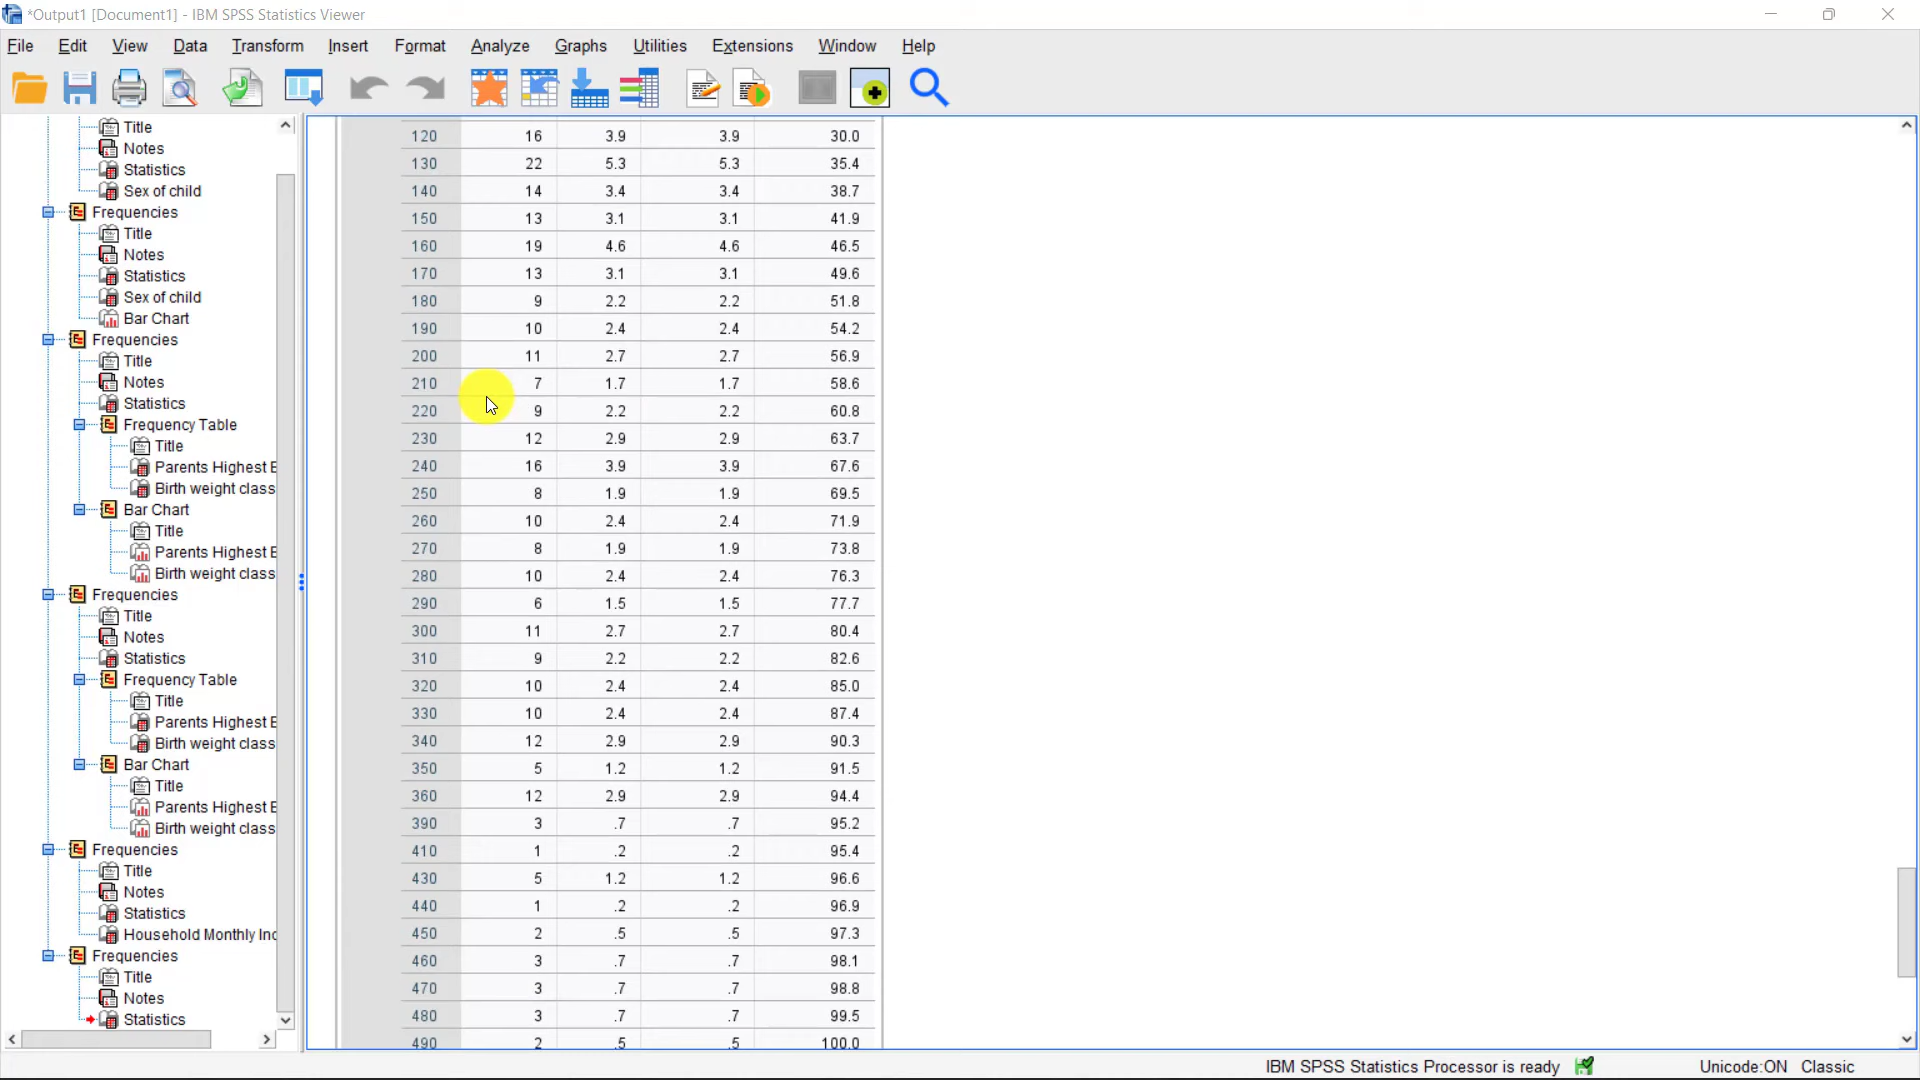 *Output1 [Document1] - IBM SPSS Statistics Viewer
File Edit View Data Transform Insert Format Analyze Graphs Utilities Extensions Window Help
Title
Notes
Statistics
Sex of child
Frequencies
Title
Notes
Statistics
Sex of child
Bar Chart
Frequencies
Title
Notes
Statistics
Frequency Table
Title
Parents Highest E
Birth weight class
Bar Chart
Title
Parents Highest E
Birth weight class
Frequencies
Title
Notes
Statistics
Frequency Table
Title
Parents Highest E
Birth weight class
Bar Chart
Title
Parents Highest E
Birth weight class
Frequencies
Title
Notes
Statistics
Household Monthly Inc
Frequencies
Title
Notes
Statistics
120 16 3.9 3.9 30.0
130 22 5.3 5.3 35.4
140 14 3.4 3.4 38.7
150 13 3.1 3.1 41.9
160 19 4.6 4.6 46.5
170 13 3.1 3.1 49.6
180 9 2.2 2.2 51.8
190 10 2.4 2.4 54.2
200 11 2.7 2.7 56.9
210 7 1.7 1.7 58.6
220 9 2.2 2.2 60.8
230 12 2.9 2.9 63.7
240 16 3.9 3.9 67.6
250 8 1.9 1.9 69.5
260 10 2.4 2.4 71.9
270 8 1.9 1.9 73.8
280 10 2.4 2.4 76.3
290 6 1.5 1.5 77.7
300 11 2.7 2.7 80.4
310 9 2.2 2.2 82.6
320 10 2.4 2.4 85.0
330 10 2.4 2.4 87.4
340 12 2.9 2.9 90.3
350 5 1.2 1.2 91.5
360 12 2.9 2.9 94.4
390 3 .7 .7 95.2
410 1 .2 .2 95.4
430 5 1.2 1.2 96.6
440 1 .2 .2 96.9
450 2 .5 .5 97.3
460 3 .7 .7 98.1
470 3 .7 .7 98.8
480 3 .7 .7 99.5
490 2 .5 .5 100.0
IBM SPSS Statistics Processor is ready Unicode:ON Classic